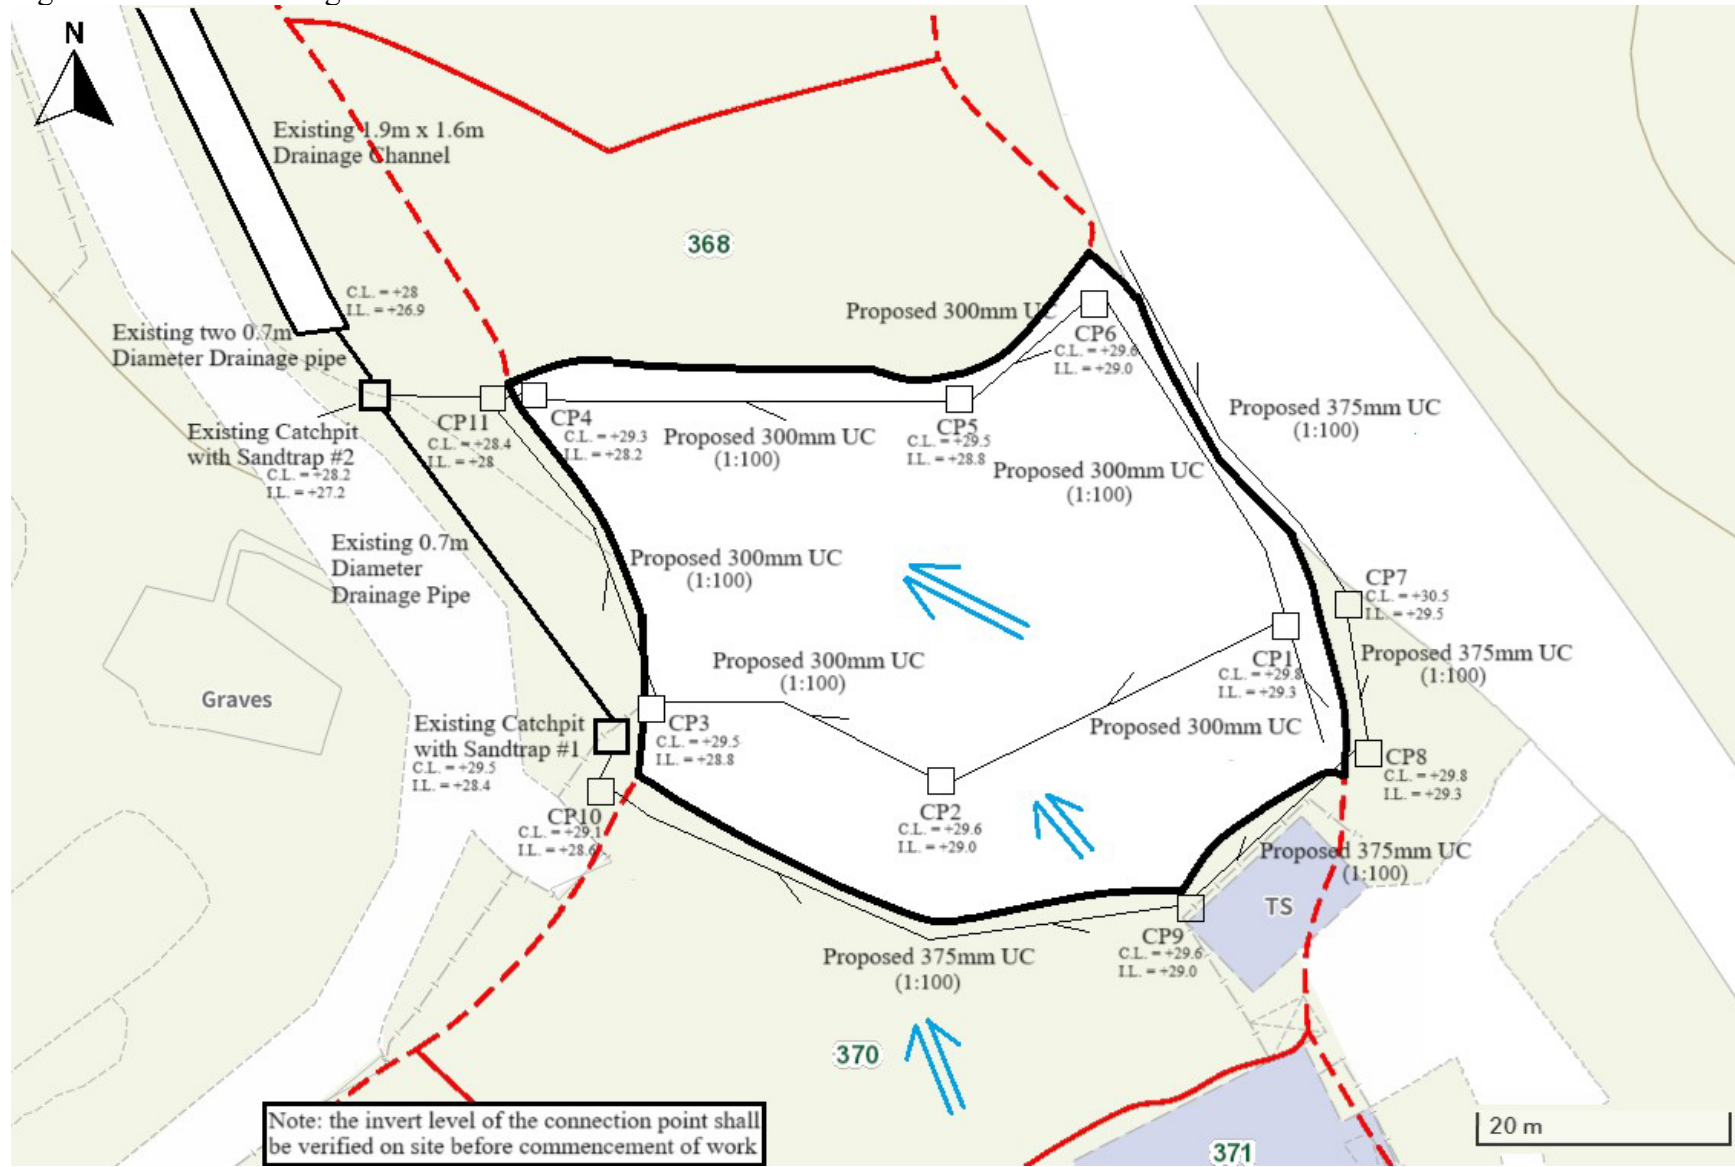 N
Existing 1.9m x 1.6m
Drainage Channel
368
C.L. = +28
I.L. = +26.9
Existing two 0.7m
Diameter Drainage pipe
Proposed 300mm UC
CP6
C.L. = +29.6
I.L. = +29.0
Existing Catchpit
with Sandtrap #2
C.L. = +28.2
I.L. = +27.2
CP11
C.L. = +28.4
I.L. = +28
CP4
C.L. = +29.3
I.L. = +28.2
Proposed 300mm UC
(1:100)
CP5
C.L. = +29.5
I.L. = +28.8
Proposed 300mm UC
(1:100)
Proposed 375mm UC
(1:100)
Existing 0.7m
Diameter
Drainage Pipe
Proposed 300mm UC
(1:100)
CP7
C.L. = +30.5
I.L. = +29.5
Graves
Proposed 300mm UC
(1:100)
CP1
C.L. = +29.8
I.L. = +29.3
Proposed 375mm UC
(1:100)
Existing Catchpit
with Sandtrap #1
C.L. = +29.5
I.L. = +28.4
CP3
C.L. = +29.5
I.L. = +28.8
Proposed 300mm UC
CP8
C.L. = +29.8
I.L. = +29.3
CP10
C.L. = +29.1
I.L. = +28.6
CP2
C.L. = +29.6
I.L. = +29.0
Proposed 375mm UC
(1:100)
TS
CP9
C.L. = +29.6
I.L. = +29.0
Proposed 375mm UC
(1:100)
370
Note: the invert level of the connection point shall
be verified on site before commencement of work
20 m
371